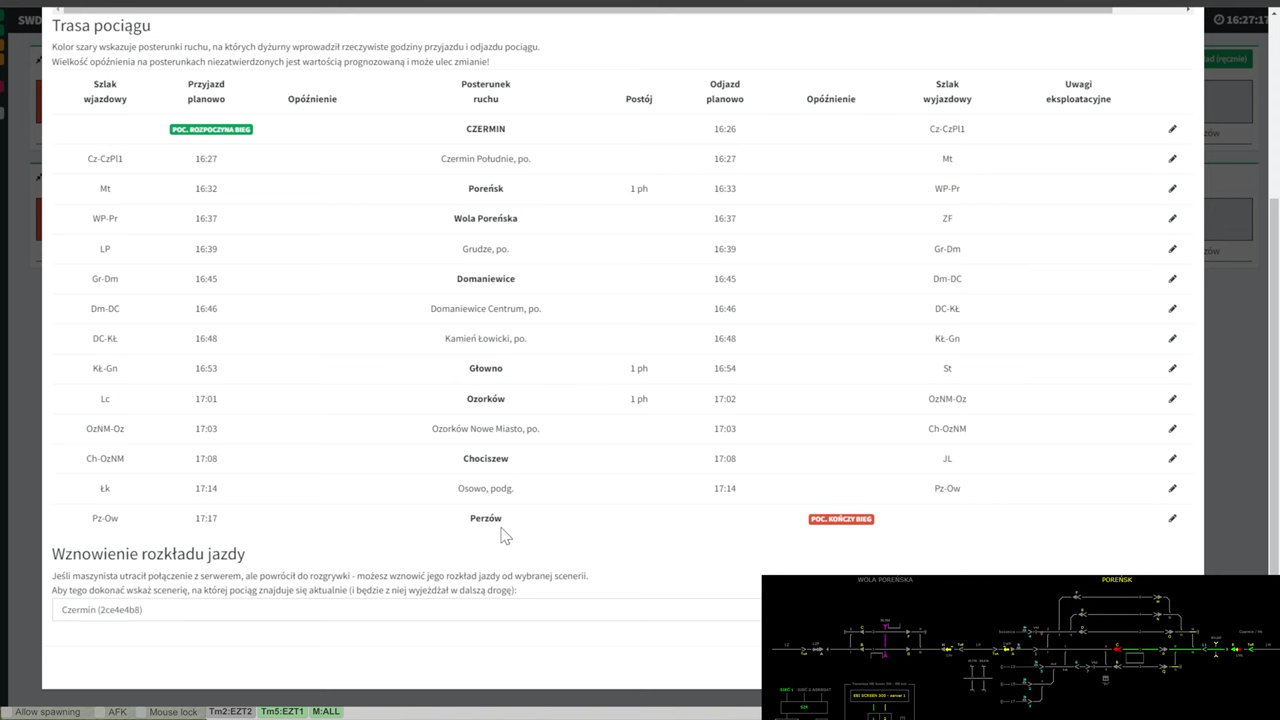 SWD
16:27:17
Trasa pociągu
Kolor szary wskazuje posterunki ruchu, na których dyżurny wprowadził rzeczywiste godziny przyjazdu i odjazdu pociągu.
Wielkość opóźnienia na posterunkach niezatwierdzonych jest wartością prognozowaną i może ulec zmianie!
ad (ręcznie)
Szlak wjazdowy Przyjazd planowo Opóźnienie Posterunek ruchu Postój Odjazd planowo Opóźnienie Szlak wyjazdowy Uwagi eksploatacyjne
POC. ROZPOCZYNA BIEG CZERMIN 16:26 Cz-CzPl1
Cz-CzPl1 16:27 Czermin Południe, po. 16:27 Mt
Mt 16:32 Poreńsk 1 ph 16:33 WP-Pr
WP-Pr 16:37 Wola Poreńska 16:37 ZF
LP 16:39 Grudze, po. 16:39 Gr-Dm
Gr-Dm 16:45 Domaniewice 16:45 Dm-DC
Dm-DC 16:46 Domaniewice Centrum, po. 16:46 DC-KŁ
DC-KŁ 16:48 Kamień Łowicki, po. 16:48 KŁ-Gn
KŁ-Gn 16:53 Głowno 1 ph 16:54 St
Lc 17:01 Ozorków 1 ph 17:02 OzNM-Oz
OzNM-Oz 17:03 Ozorków Nowe Miasto, po. 17:03 Ch-OzNM
Ch-OzNM 17:08 Chociszew 17:08 JL
Łk 17:14 Osowo, podg. 17:14 Pz-Ow
Pz-Ow 17:17 Perzów POC. KOŃCZY BIEG
Wznowienie rozkładu jazdy
Jeśli maszynista utracił połączenie z serwerem, ale powrócił do rozgrywki - możesz wznowić jego rozkład jazdy od wybranej scenerii.
Aby tego dokonać wskaż scenerię, na której pociąg znajduje się aktualnie (i będzie z niej wyjeżdżał w dalszą drogę):
Czermin (2ce4e4b8)
WOLA POREŃSKA POREŃSK
EBI SCREEN 300 - server 1
Allow spawning AFK Mouse lock Tm2:EZT2 Tm5:EZT1 M:ALL